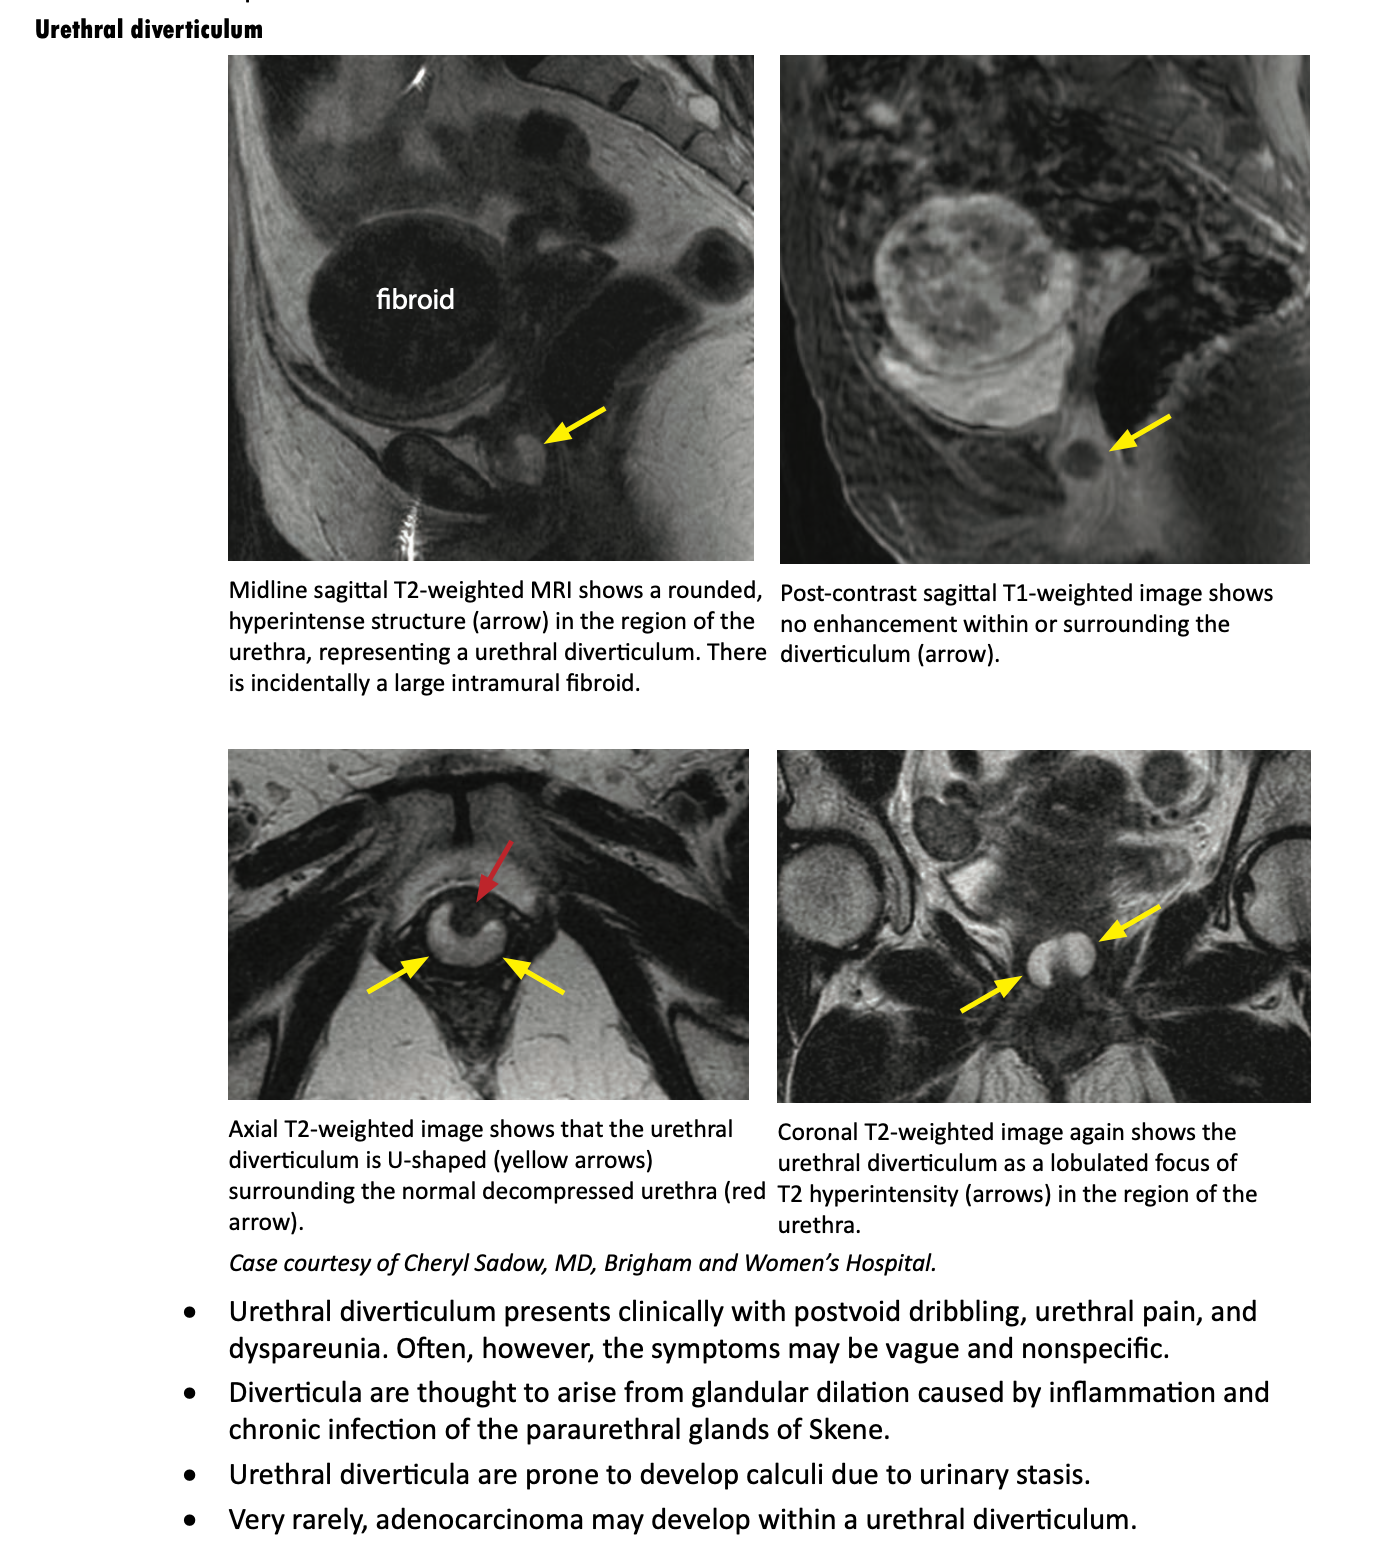 Urethral diverticulum
fibroid
Midline sagittal T2-weighted MRI shows a rounded,
hyperintense structure (arrow) in the region of the
urethra, representing a urethral diverticulum. There
is incidentally a large intramural fibroid.
Post-contrast sagittal T1-weighted image shows
no enhancement within or surrounding the
diverticulum (arrow).
Axial T2-weighted image shows that the urethral
diverticulum is U-shaped (yellow arrows)
surrounding the normal decompressed urethra (red
arrow).
Coronal T2-weighted image again shows the
urethral diverticulum as a lobulated focus of
T2 hyperintensity (arrows) in the region of the
urethra.
Case courtesy of Cheryl Sadow, MD, Brigham and Women’s Hospital.
• Urethral diverticulum presents clinically with postvoid dribbling, urethral pain, and
dyspareunia. Often, however, the symptoms may be vague and nonspecific.
• Diverticula are thought to arise from glandular dilation caused by inflammation and
chronic infection of the paraurethral glands of Skene.
• Urethral diverticula are prone to develop calculi due to urinary stasis.
• Very rarely, adenocarcinoma may develop within a urethral diverticulum.